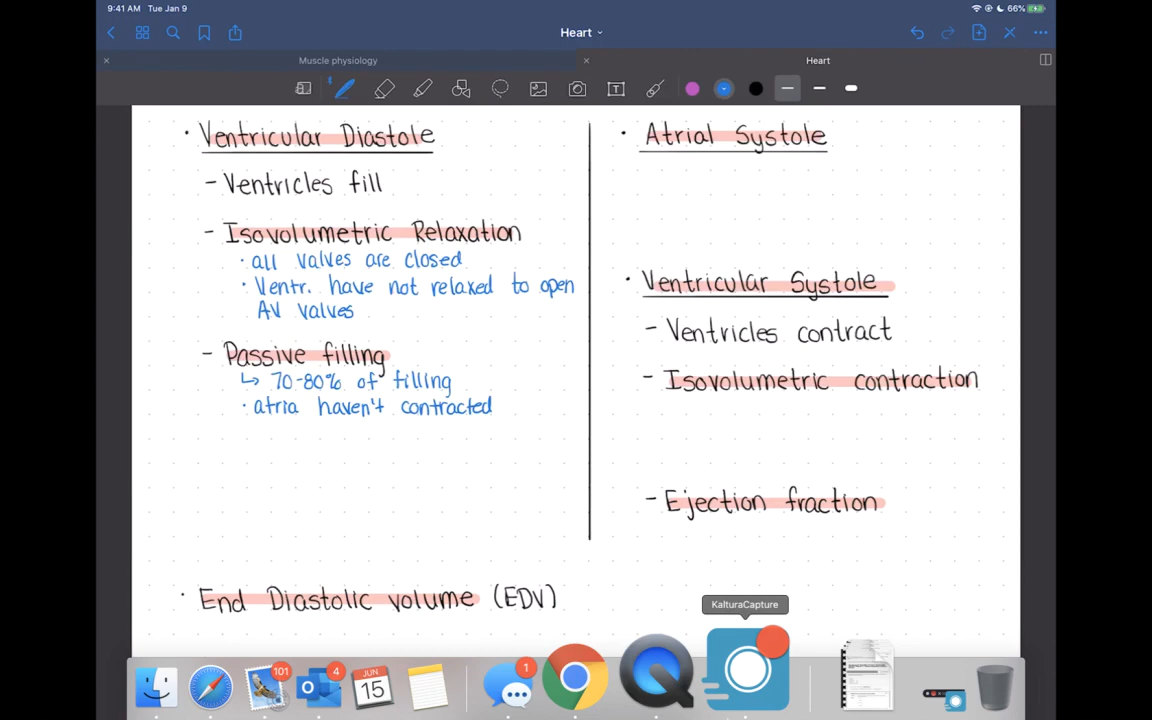 9:41 AM Tue Jan 9
66%
Heart
Muscle physiology
Heart
· Ventricular Diastole
- Ventricles fill
- Isovolumetric Relaxation
· all valves are closed
· Ventr. have not relaxed to open
AV valves
- Passive filling
↳ 70-80% of filling
· atria haven't contracted
· End Diastolic volume (EDV)
· Atrial Systole
· Ventricular Systole
- Ventricles contract
- Isovolumetric contraction
- Ejection fraction
KalturaCapture
101
4
JUN
15
1